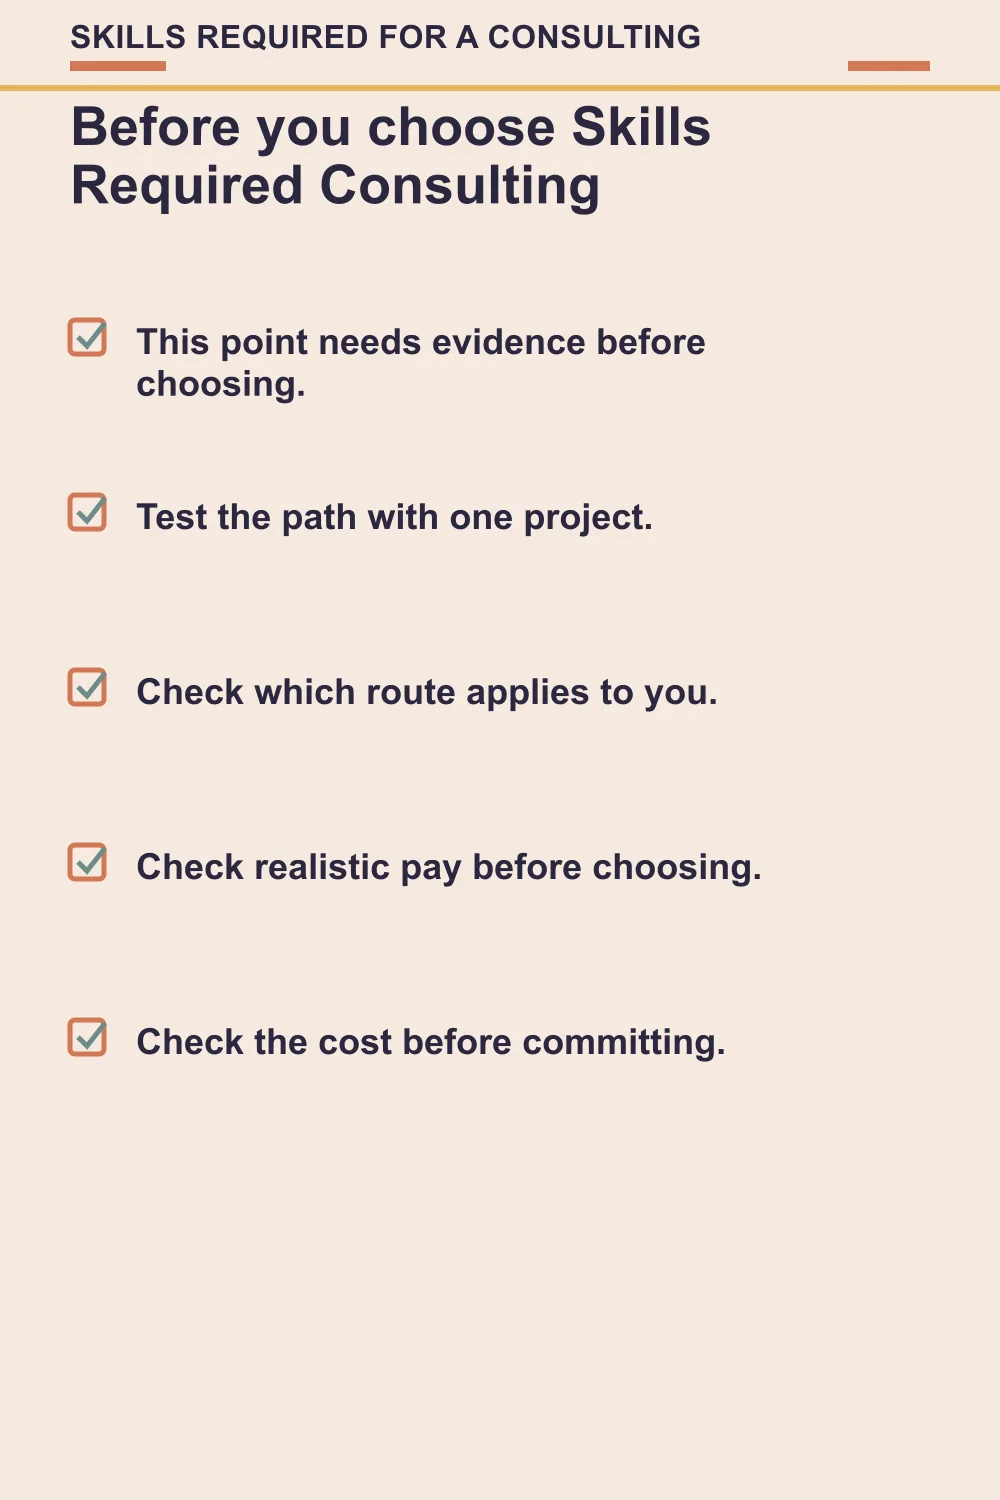 SKILLS REQUIRED FOR A CONSULTING
Before you choose Skills
Required Consulting
This point needs evidence before
choosing.
Test the path with one project.
Check which route applies to you.
Check realistic pay before choosing.
Check the cost before committing.